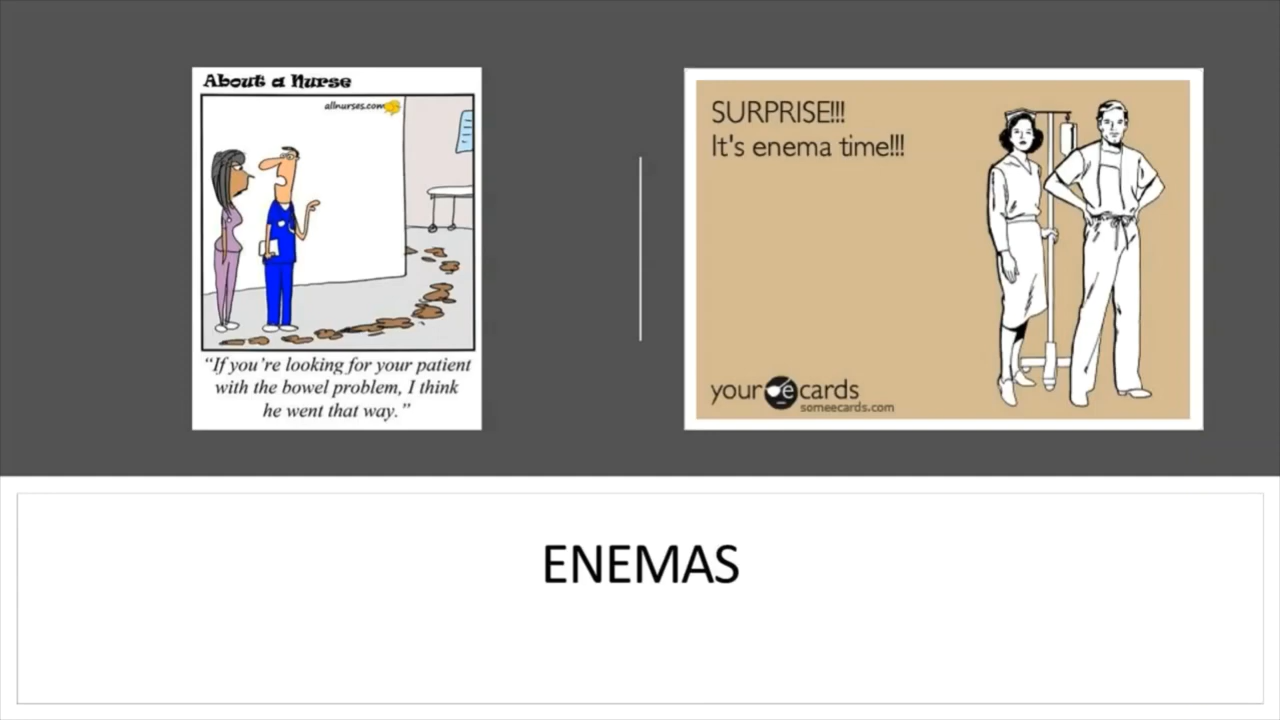 About a Nurse
allnurses.com
"If you're looking for your patient
with the bowel problem, I think
he went that way."
SURPRISE!!!
It's enema time!!!
your e cards
someecards.com
ENEMAS